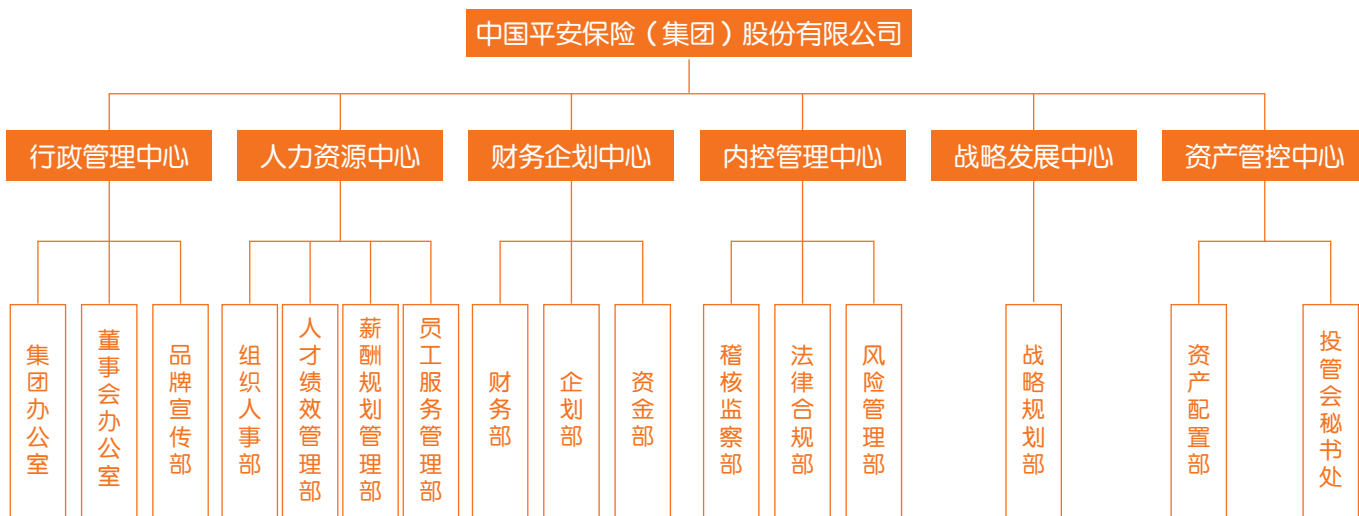 中国平安保险（集团）股份有限公司
行政管理中心
人力资源中心
财务企划中心
内控管理中心
战略发展中心
资产管控中心
集团办公室
董事会办公室
品牌宣传部
组织人事部
人才绩效管理部
薪酬规划管理部
员工服务管理部
财务部
企划部
资金部
稽核监察部
法律合规部
风险管理部
战略规划部
资产配置部
投管会秘书处